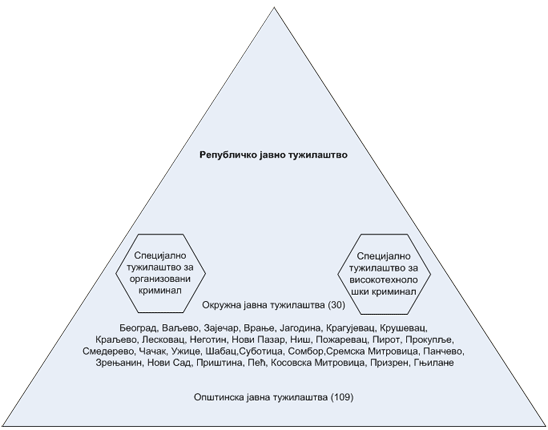 Републичко јавно тужилаштво
Специјално
тужилаштво за
организовани
криминал
Специјално
тужилаштво за
високотехноло
шки криминал
Окружна јавна тужилаштва (30)
Београд, Ваљево, Зајечар, Врање, Јагодина, Крагујевац, Крушевац,
Краљево, Лесковац, Неготин, Нови Пазар, Ниш, Пожаревац, Пирот, Прокупље,
Смедерево, Чачак, Ужице, Шабац,Суботица, Сомбор,Сремска Митровица, Панчево,
Зрењанин, Нови Сад, Приштина, Пећ, Косовска Митровица, Призрен, Гњилане
Општинска јавна тужилаштва (109)